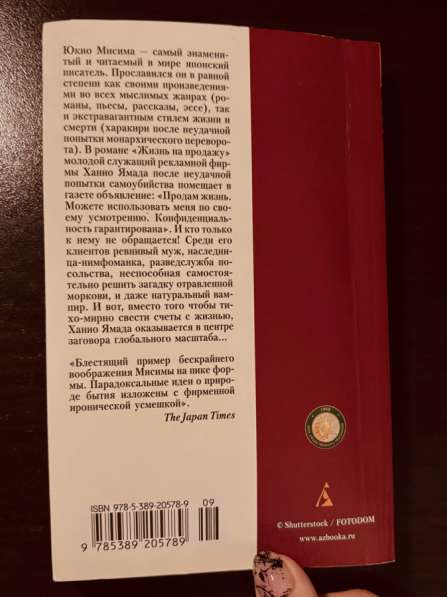 Юкио Мисима — самый знамени-
тый и читаемый в мире японский
писатель. Прославился он в равной
степени как своими произведения-
ми во всех мыслимых жанрах (ро-
маны, пьесы, рассказы, эссе), так
и экстравагантным стилем жизни и
смерти (харакири после неудачной
попытки монархического переворо-
та). В романе «Жизнь на продажу»
молодой служащий рекламной фир-
мы Ханио Ямада после неудачной
попытки самоубийства помещает в
газете объявление: «Продам жизнь.
Можете использовать меня по свое-
му усмотрению. Конфиденциаль-
ность гарантирована». И кто только
к нему не обращается! Среди его
клиентов ревнивый муж, наследни-
ца-нимфоманка, разведслужба по-
сольства, неспособная самостоя-
тельно решить загадку отравленной
моркови, и даже натуральный вам-
пир. И вот, вместо того чтобы ти-
хо-мирно свести счеты с жизнью,
Ханио Ямада оказывается в центре
заговора глобального масштаба...
«Блестящий пример бескрайнего
воображения Мисимы на пике фор-
мы. Парадоксальные идеи о приро-
де бытия изложены с фирменной
иронической усмешкой».
The Japan Times
ISBN 978-5-389-20578-9
09
9 785389 205789
© Shutterstock / FOTODOM
www.azbooka.ru